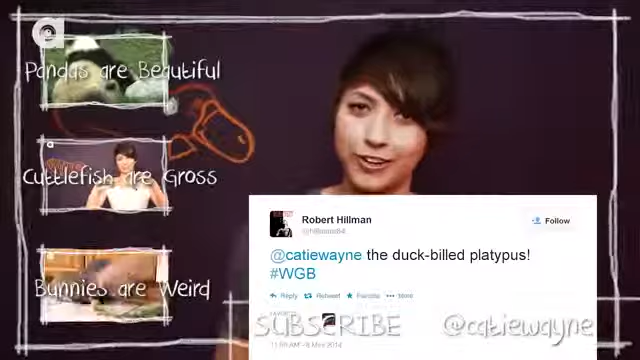 a
Pandas are Beautiful
Cuttlefish are Gross
Bunnies are Weird
Robert Hillman
Follow
@catiewayne the duck-billed platypus!
#WGB
Reply Retweet Favorite More
SUBSCRIBE
@catiewayne